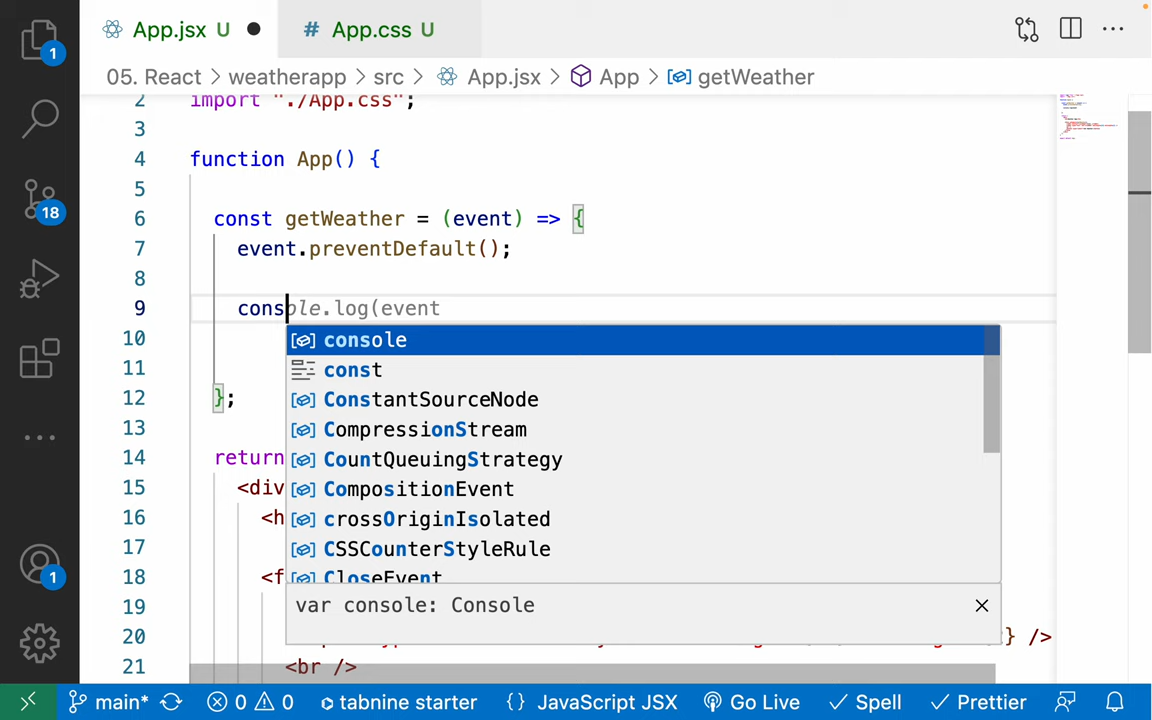 App.jsx U ● # App.css U
05. React > weatherapp > src > App.jsx > App > getWeather
1
2 import "./App.css";
3
4 function App() {
5
6 const getWeather = (event) => {
7 event.preventDefault();
8
9 console.log(event
console
10
const
11
ConstantSourceNode
12 };
CompressionStream
13
CountQueuingStrategy
14 return
CompositionEvent
15 <div
crossOriginIsolated
16 <h
CSSCounterStyleRule
17
CloseEvent
18 <f
var console: Console
19
20 } />
21 <br />
18
1
main* 0 0 tabnine starter {} JavaScript JSX Go Live Spell Prettier